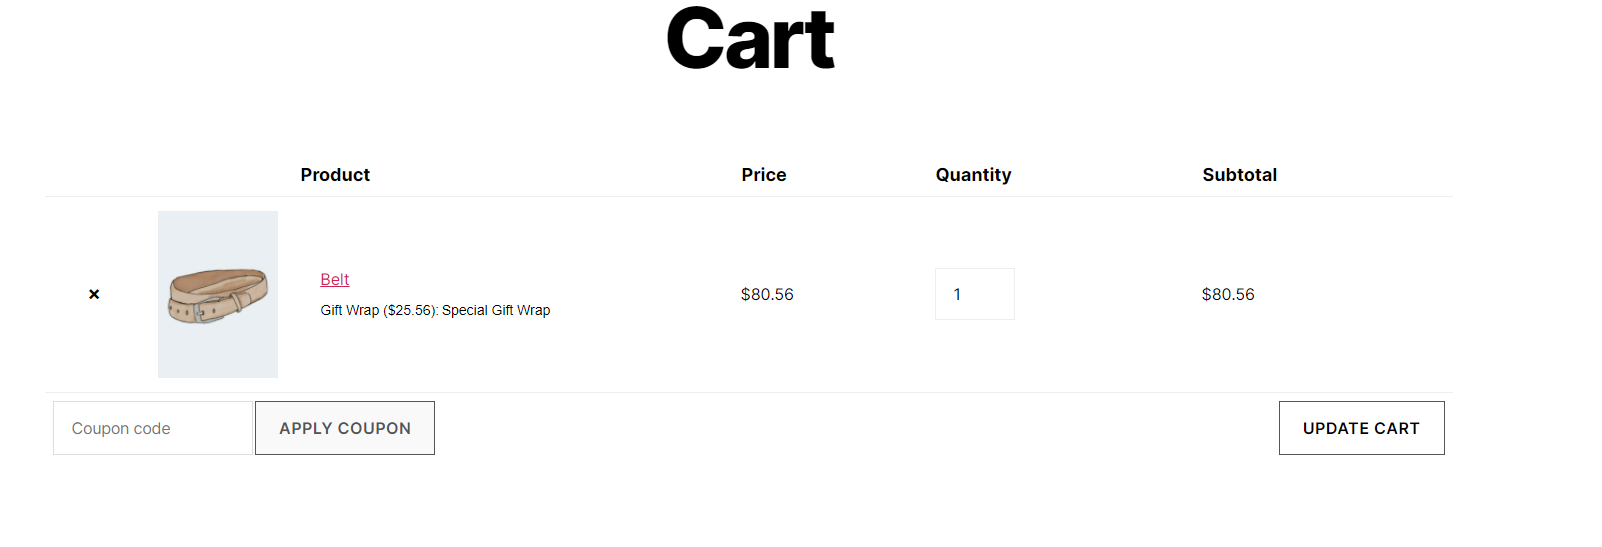 Cart
Product Price Quantity Subtotal
×
Belt
Gift Wrap ($25.56): Special Gift Wrap
$80.56 1 $80.56
Coupon code APPLY COUPON UPDATE CART